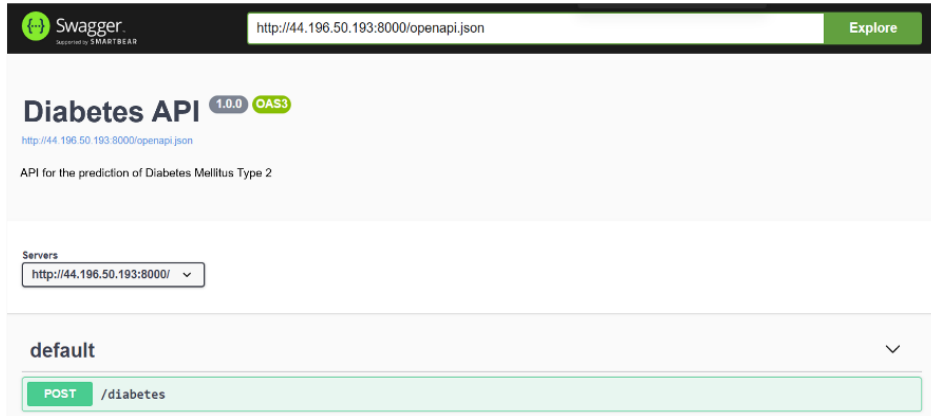 {··} Swagger.
Supported by SMARTBEAR
http://44.196.50.193:8000/openapi.json
Explore
Diabetes API 1.0.0 OAS3
http://44.196.50.193:8000/openapi.json
API for the prediction of Diabetes Mellitus Type 2
Servers
http://44.196.50.193:8000/
default
POST /diabetes